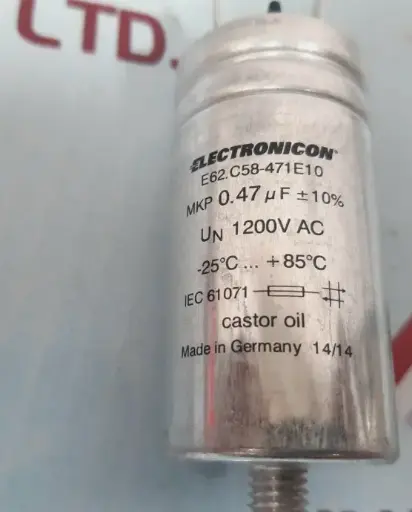 LTD.
ELECTRONICON
E62.C58-471E10
MKP 0.47 µF ±10%
UN 1200V AC
-25°C ... +85°C
IEC 61071
castor oil
Made in Germany 14/14